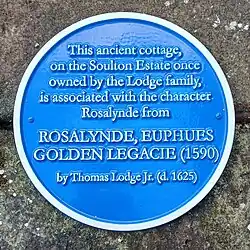 This ancient cottage,
on the Soulton Estate once
owned by the Lodge family,
is associated with the character
Rosalynde from
ROSALYNDE, EUPHUES
GOLDEN LEGACIE (1590)
by Thomas Lodge Jr. (d. 1625)